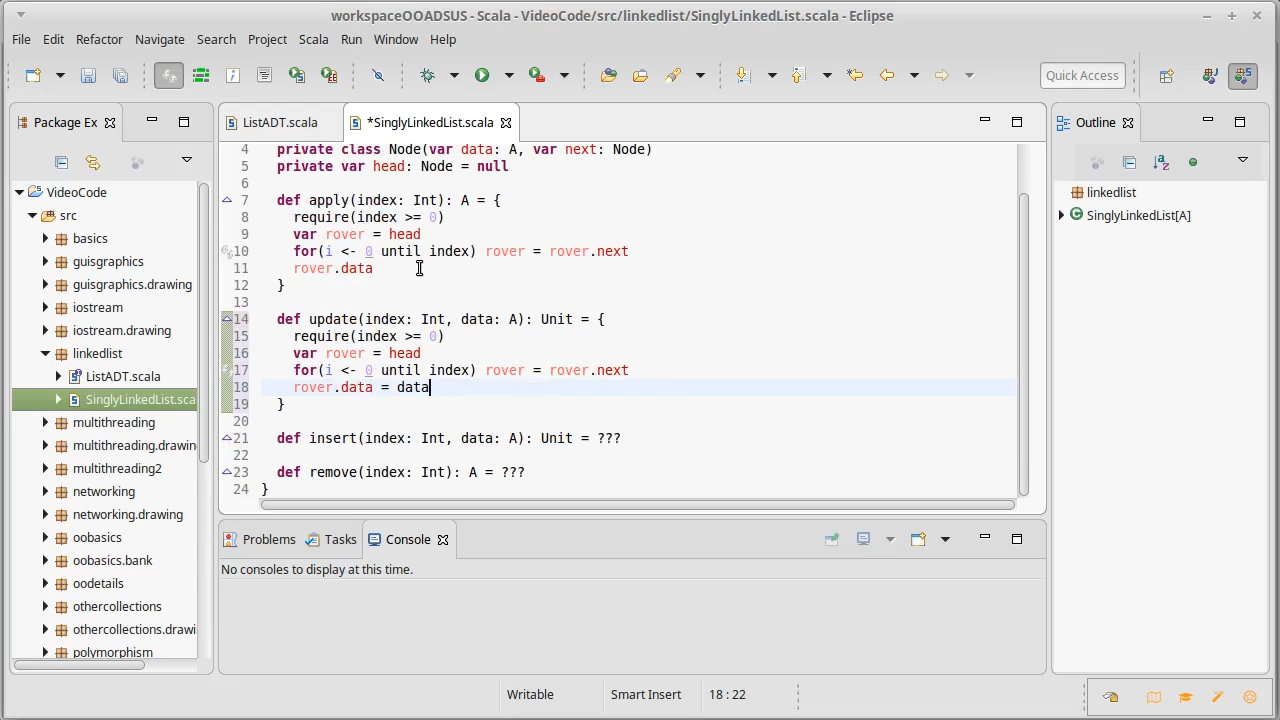 workspaceOOADSUS - Scala - VideoCode/src/linkedlist/SinglyLinkedList.scala - Eclipse
File Edit Refactor Navigate Search Project Scala Run Window Help
Quick Access
Package Ex
VideoCode
src
basics
guisgraphics
guisgraphics.drawing
iostream
iostream.drawing
linkedlist
ListADT.scala
SinglyLinkedList.sca
multithreading
multithreading.drawin
multithreading2
networking
networking.drawing
oobasics
oobasics.bank
oodetails
othercollections
othercollections.drawi
polymorphism
ListADT.scala *SinglyLinkedList.scala
4 private class Node(var data: A, var next: Node)
5 private var head: Node = null
6
7 def apply(index: Int): A = {
8 require(index >= 0)
9 var rover = head
10 for(i <- 0 until index) rover = rover.next
11 rover.data
12 }
13
14 def update(index: Int, data: A): Unit = {
15 require(index >= 0)
16 var rover = head
17 for(i <- 0 until index) rover = rover.next
18 rover.data = data
19 }
20
21 def insert(index: Int, data: A): Unit = ???
22
23 def remove(index: Int): A = ???
24 }
Problems Tasks Console
No consoles to display at this time.
Outline
linkedlist
SinglyLinkedList[A]
Writable Smart Insert 18 : 22